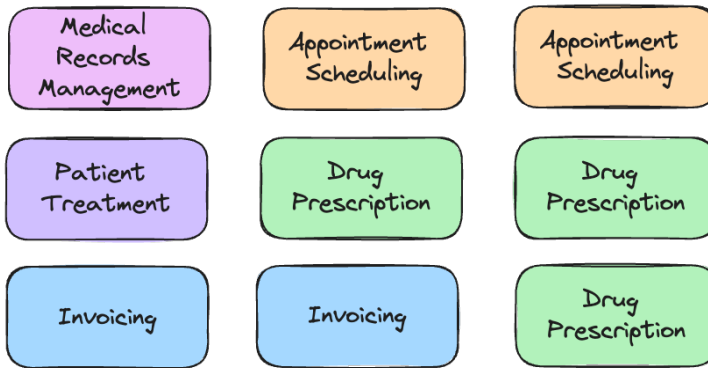 Medical
Records
Management
Appointment
Scheduling
Appointment
Scheduling
Patient
Treatment
Drug
Prescription
Drug
Prescription
Invoicing
Invoicing
Drug
Prescription